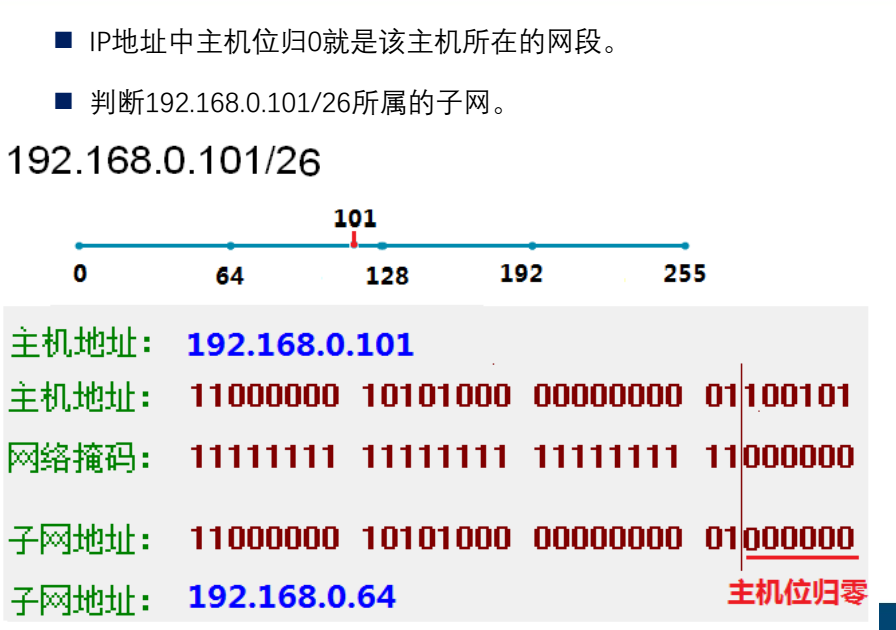 IP地址中主机位归0就是该主机所在的网段。
判断192.168.0.101/26所属的子网。
192.168.0.101/26
101
0 64 128 192 255
主机地址： 192.168.0.101
主机地址： 11000000 10101000 00000000 01100101
网络掩码： 11111111 11111111 11111111 11000000
子网地址： 11000000 10101000 00000000 01000000
子网地址： 192.168.0.64 主机位归零